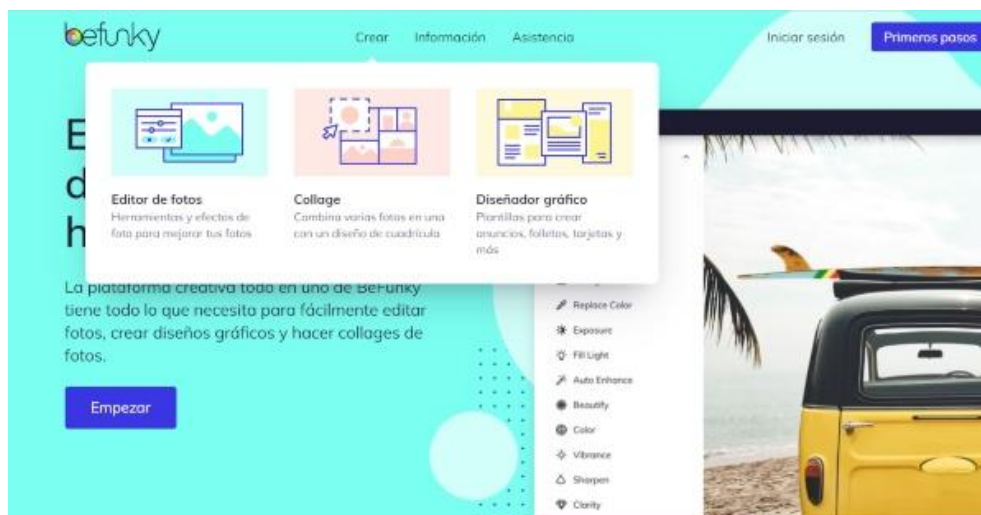 befunky
Crear Información Asistencia Iniciar sesión Primeros pasos
Editor de fotos
Herramientas y efectos de
foto para mejorar tus fotos
Collage
Combina varias fotos en una
con un diseño de cuadrícula
Diseñador gráfico
Plantillas para crear
anuncios, folletos, tarjetas y
más
E
d
h
La plataforma creativa todo en uno de BeFunky
tiene todo lo que necesita para fácilmente editar
fotos, crear diseños gráficos y hacer collages de
fotos.
Empezar
Replace Color
Exposure
Fill Light
Auto Enhance
Beautify
Color
Vibrance
Sharpen
Clarity